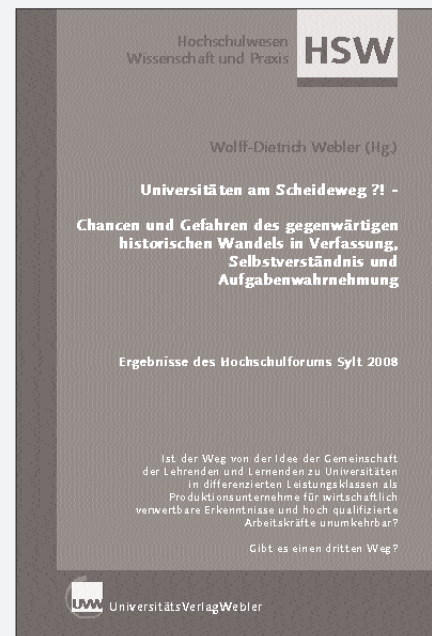 Hochschulwesen
Wissenschaft und Praxis
HSW
Wolff-Dietrich Webler (Hg.)
Universitäten am Scheideweg ?! -
Chancen und Gefahren des gegenwärtigen
historischen Wandels in Verfassung,
Selbstverständnis und
Aufgabenwahrnehmung
Ergebnisse des Hochschulforums Sylt 2008
Ist der Weg von der Idee der Gemeinschaft
der Lehrenden und Lernenden zu Universitäten
in differenzierten Leistungsklassen als
Produktionsunternehme für wirtschaftlich
verwertbare Erkenntnisse und hoch qualifizierte
Arbeitskräfte unumkehrbar?
Gibt es einen dritten Weg?
UVW UniversitätsVerlagWebler